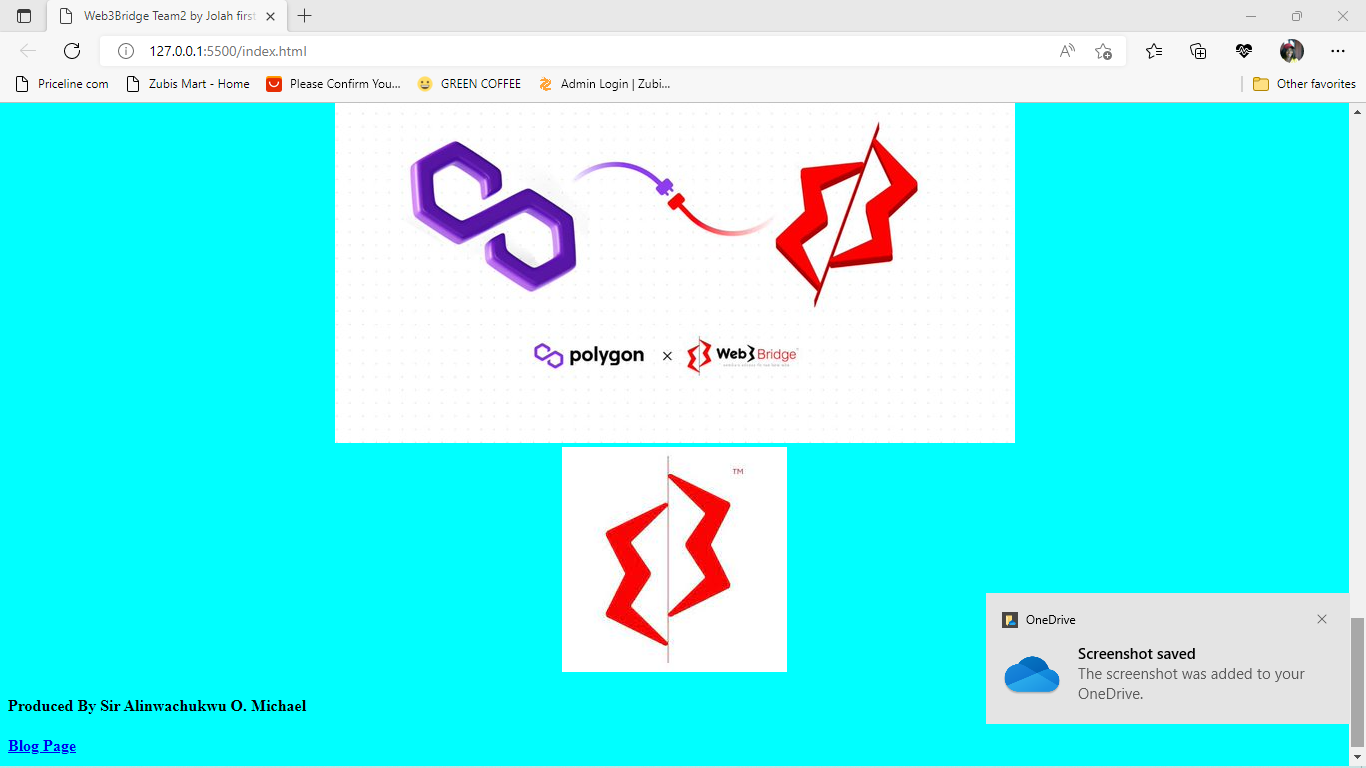 Web3Bridge Team2 by Jolah first
127.0.0.1:5500/index.html
Priceline com
Zubis Mart - Home
Please Confirm You...
GREEN COFFEE
Admin Login | Zubi...
Other favorites
polygon × Web3Bridge
TM
OneDrive
Screenshot saved
The screenshot was added to your
OneDrive.
Produced By Sir Alinwachukwu O. Michael
Blog Page